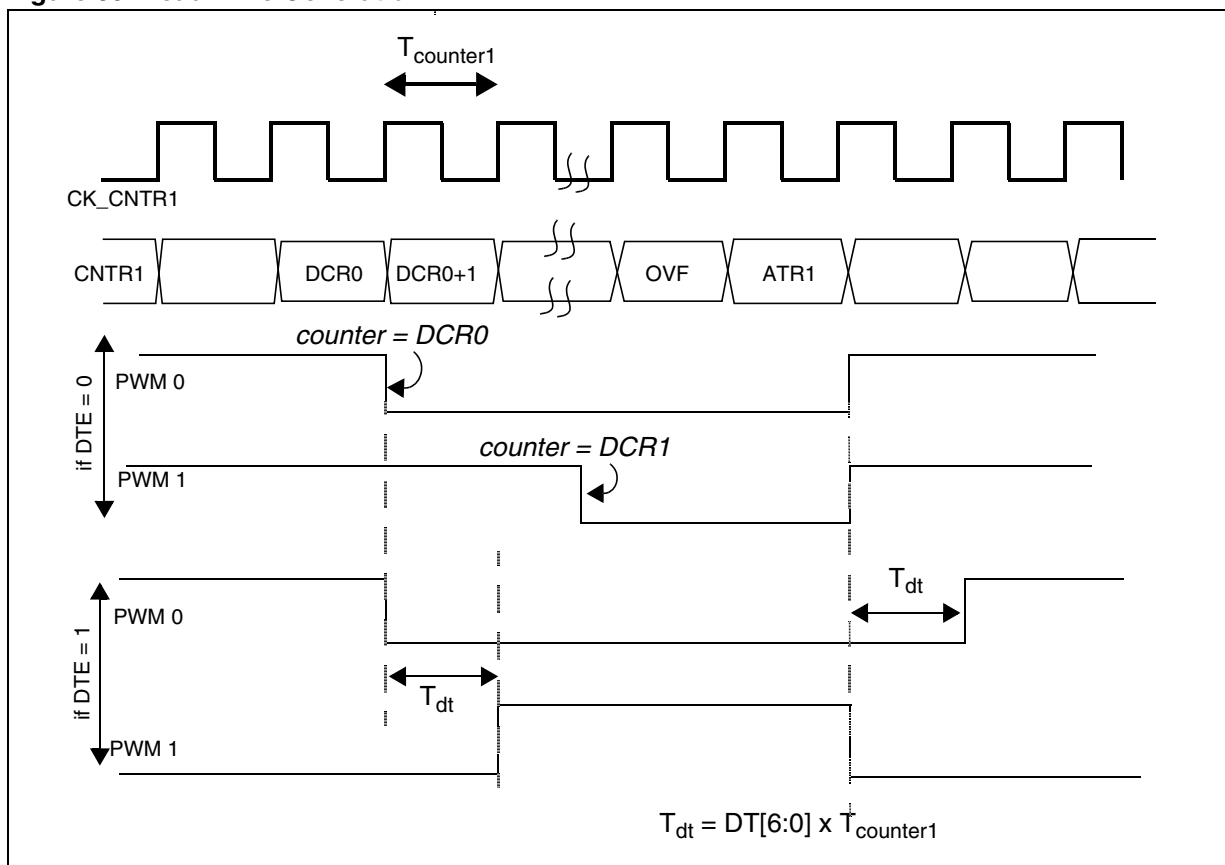 T_counter1
CK_CNTR1
CNTR1 DCR0 DCR0+1 OVF ATR1
counter = DCR0
if DTE = 0
PWM 0
counter = DCR1
PWM 1
if DTE = 1
PWM 0
T_dt
T_dt
PWM 1
T_dt = DT[6:0] x T_counter1